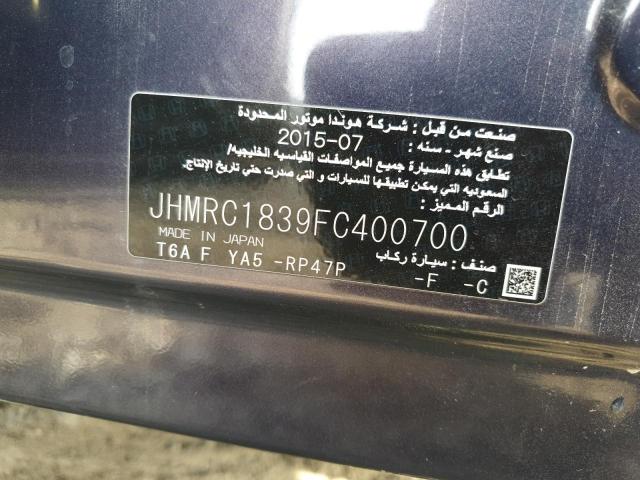 صنعت من قبل : شركة هوندا موتور المحدودة
صنع شهر - سنه : 2015-07
تطابق هذه السيارة جميع المواصفات القياسيه الخليجيه/
السعوديه التي يمكن تطبيقها للسيارات و التي صدرت حتي تاريخ الإنتاج.
الرقم المميز :
JHMRC1839FC400700
MADE IN JAPAN صنف : سيارة ركاب
T6A F YA5 -RP47P -F -C